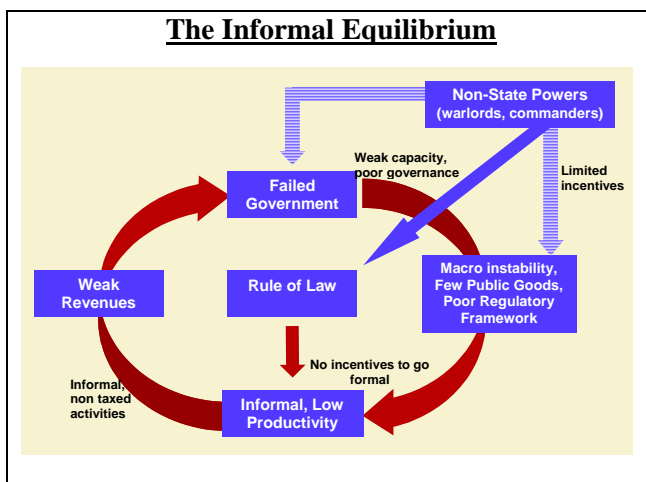 The Informal Equilibrium
Non-State Powers
(warlords, commanders)
Weak capacity,
poor governance
Limited
incentives
Failed
Government
Weak
Revenues
Rule of Law
Macro instability,
Few Public Goods,
Poor Regulatory
Framework
No incentives to go
formal
Informal,
non taxed
activities
Informal, Low
Productivity